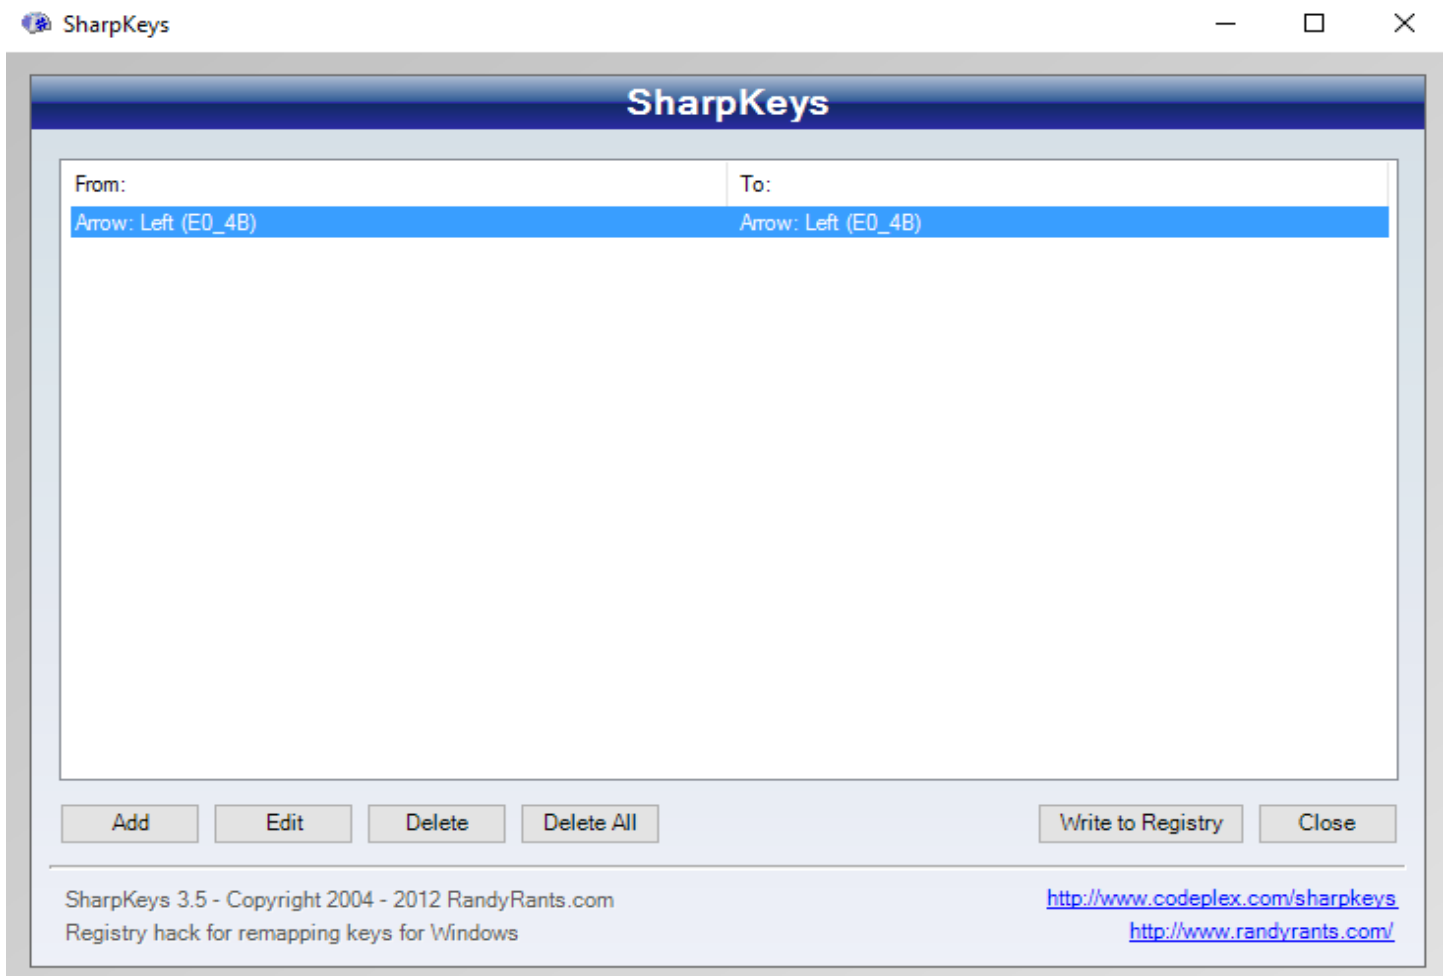 SharpKeys
SharpKeys
From: To:
Arrow: Left (E0_4B) Arrow: Left (E0_4B)
Add Edit Delete Delete All Write to Registry Close
SharpKeys 3.5 - Copyright 2004 - 2012 RandyRants.com http://www.codeplex.com/sharpkeys
Registry hack for remapping keys for Windows http://www.randyrants.com/